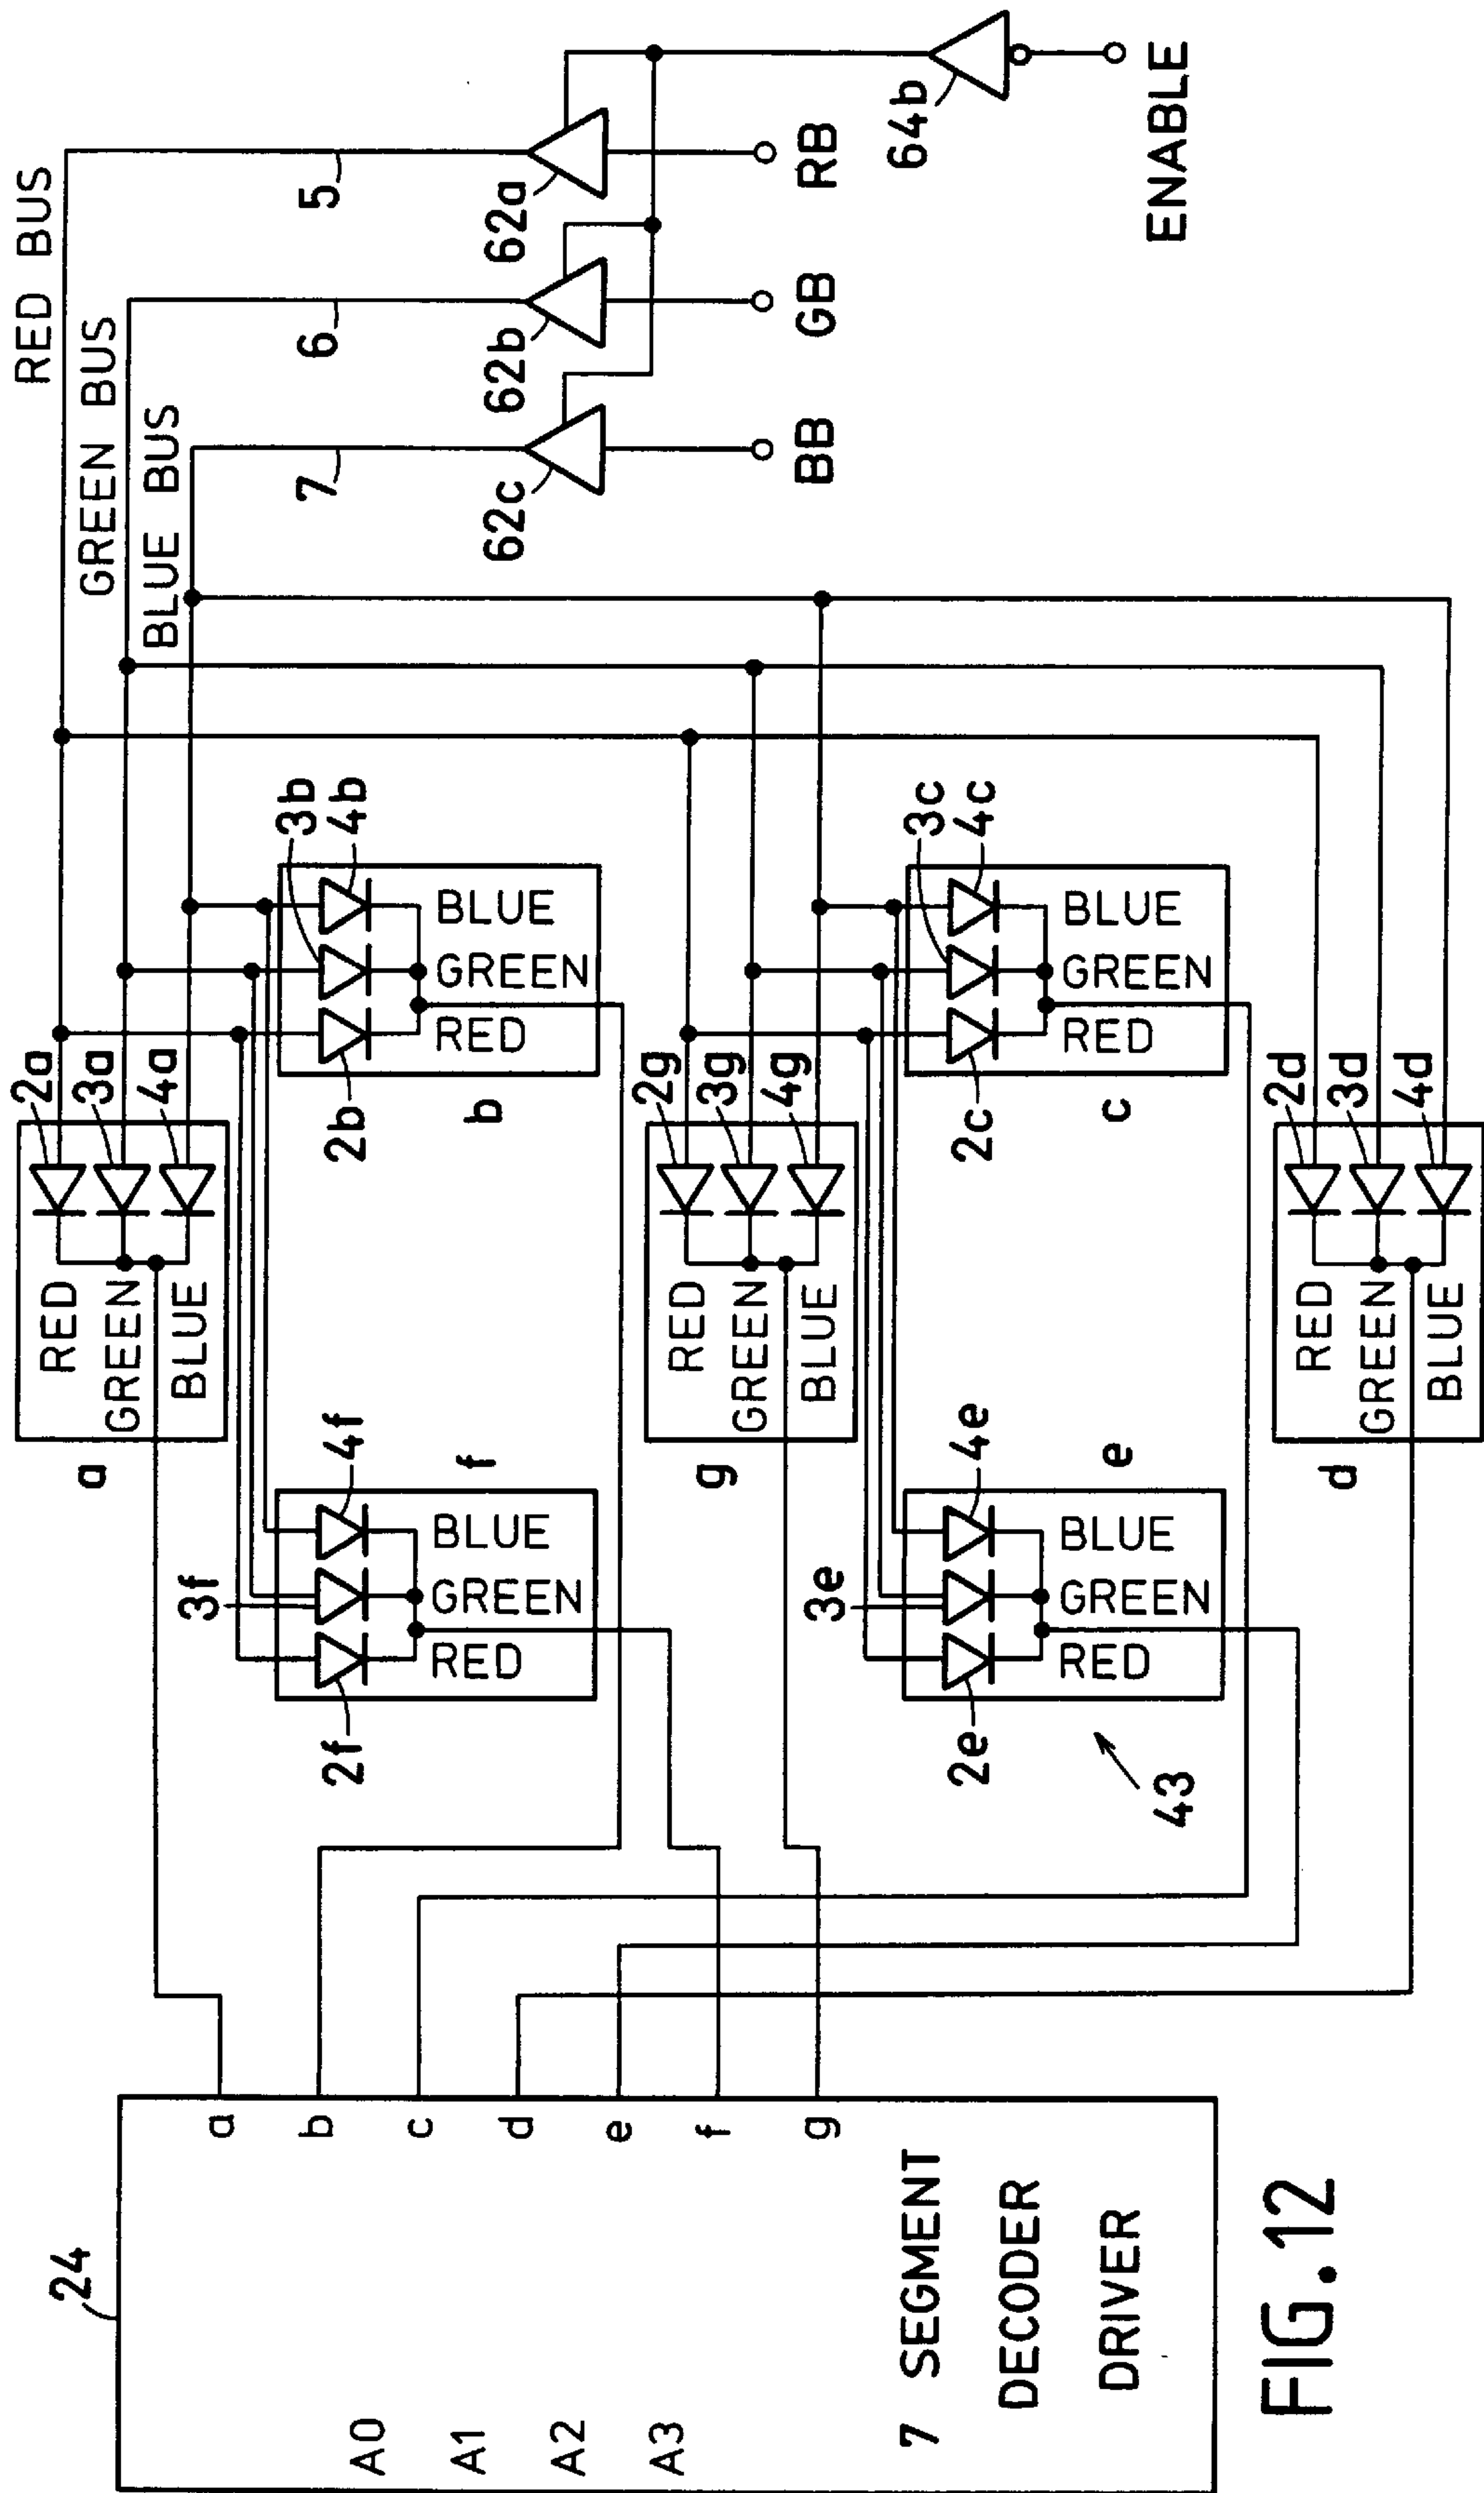 24
A0
A1
A2
A3
7 SEGMENT
DECODER
DRIVER
a
b
c
d
e
f
g
a
RED
GREEN
BLUE
2a
3a
4a
2f
3f
4f
f
RED
GREEN
BLUE
2b
3b
4b
b
RED
GREEN
BLUE
g
RED
GREEN
BLUE
2g
3g
4g
2e
3e
4e
e
RED
GREEN
BLUE
43
2c
3c
4c
c
RED
GREEN
BLUE
d
RED
GREEN
BLUE
2d
3d
4d
RED BUS
GREEN BUS
BLUE BUS
5
6
7
62a
62b
62c
RB
GB
BB
64b
ENABLE
FIG.12